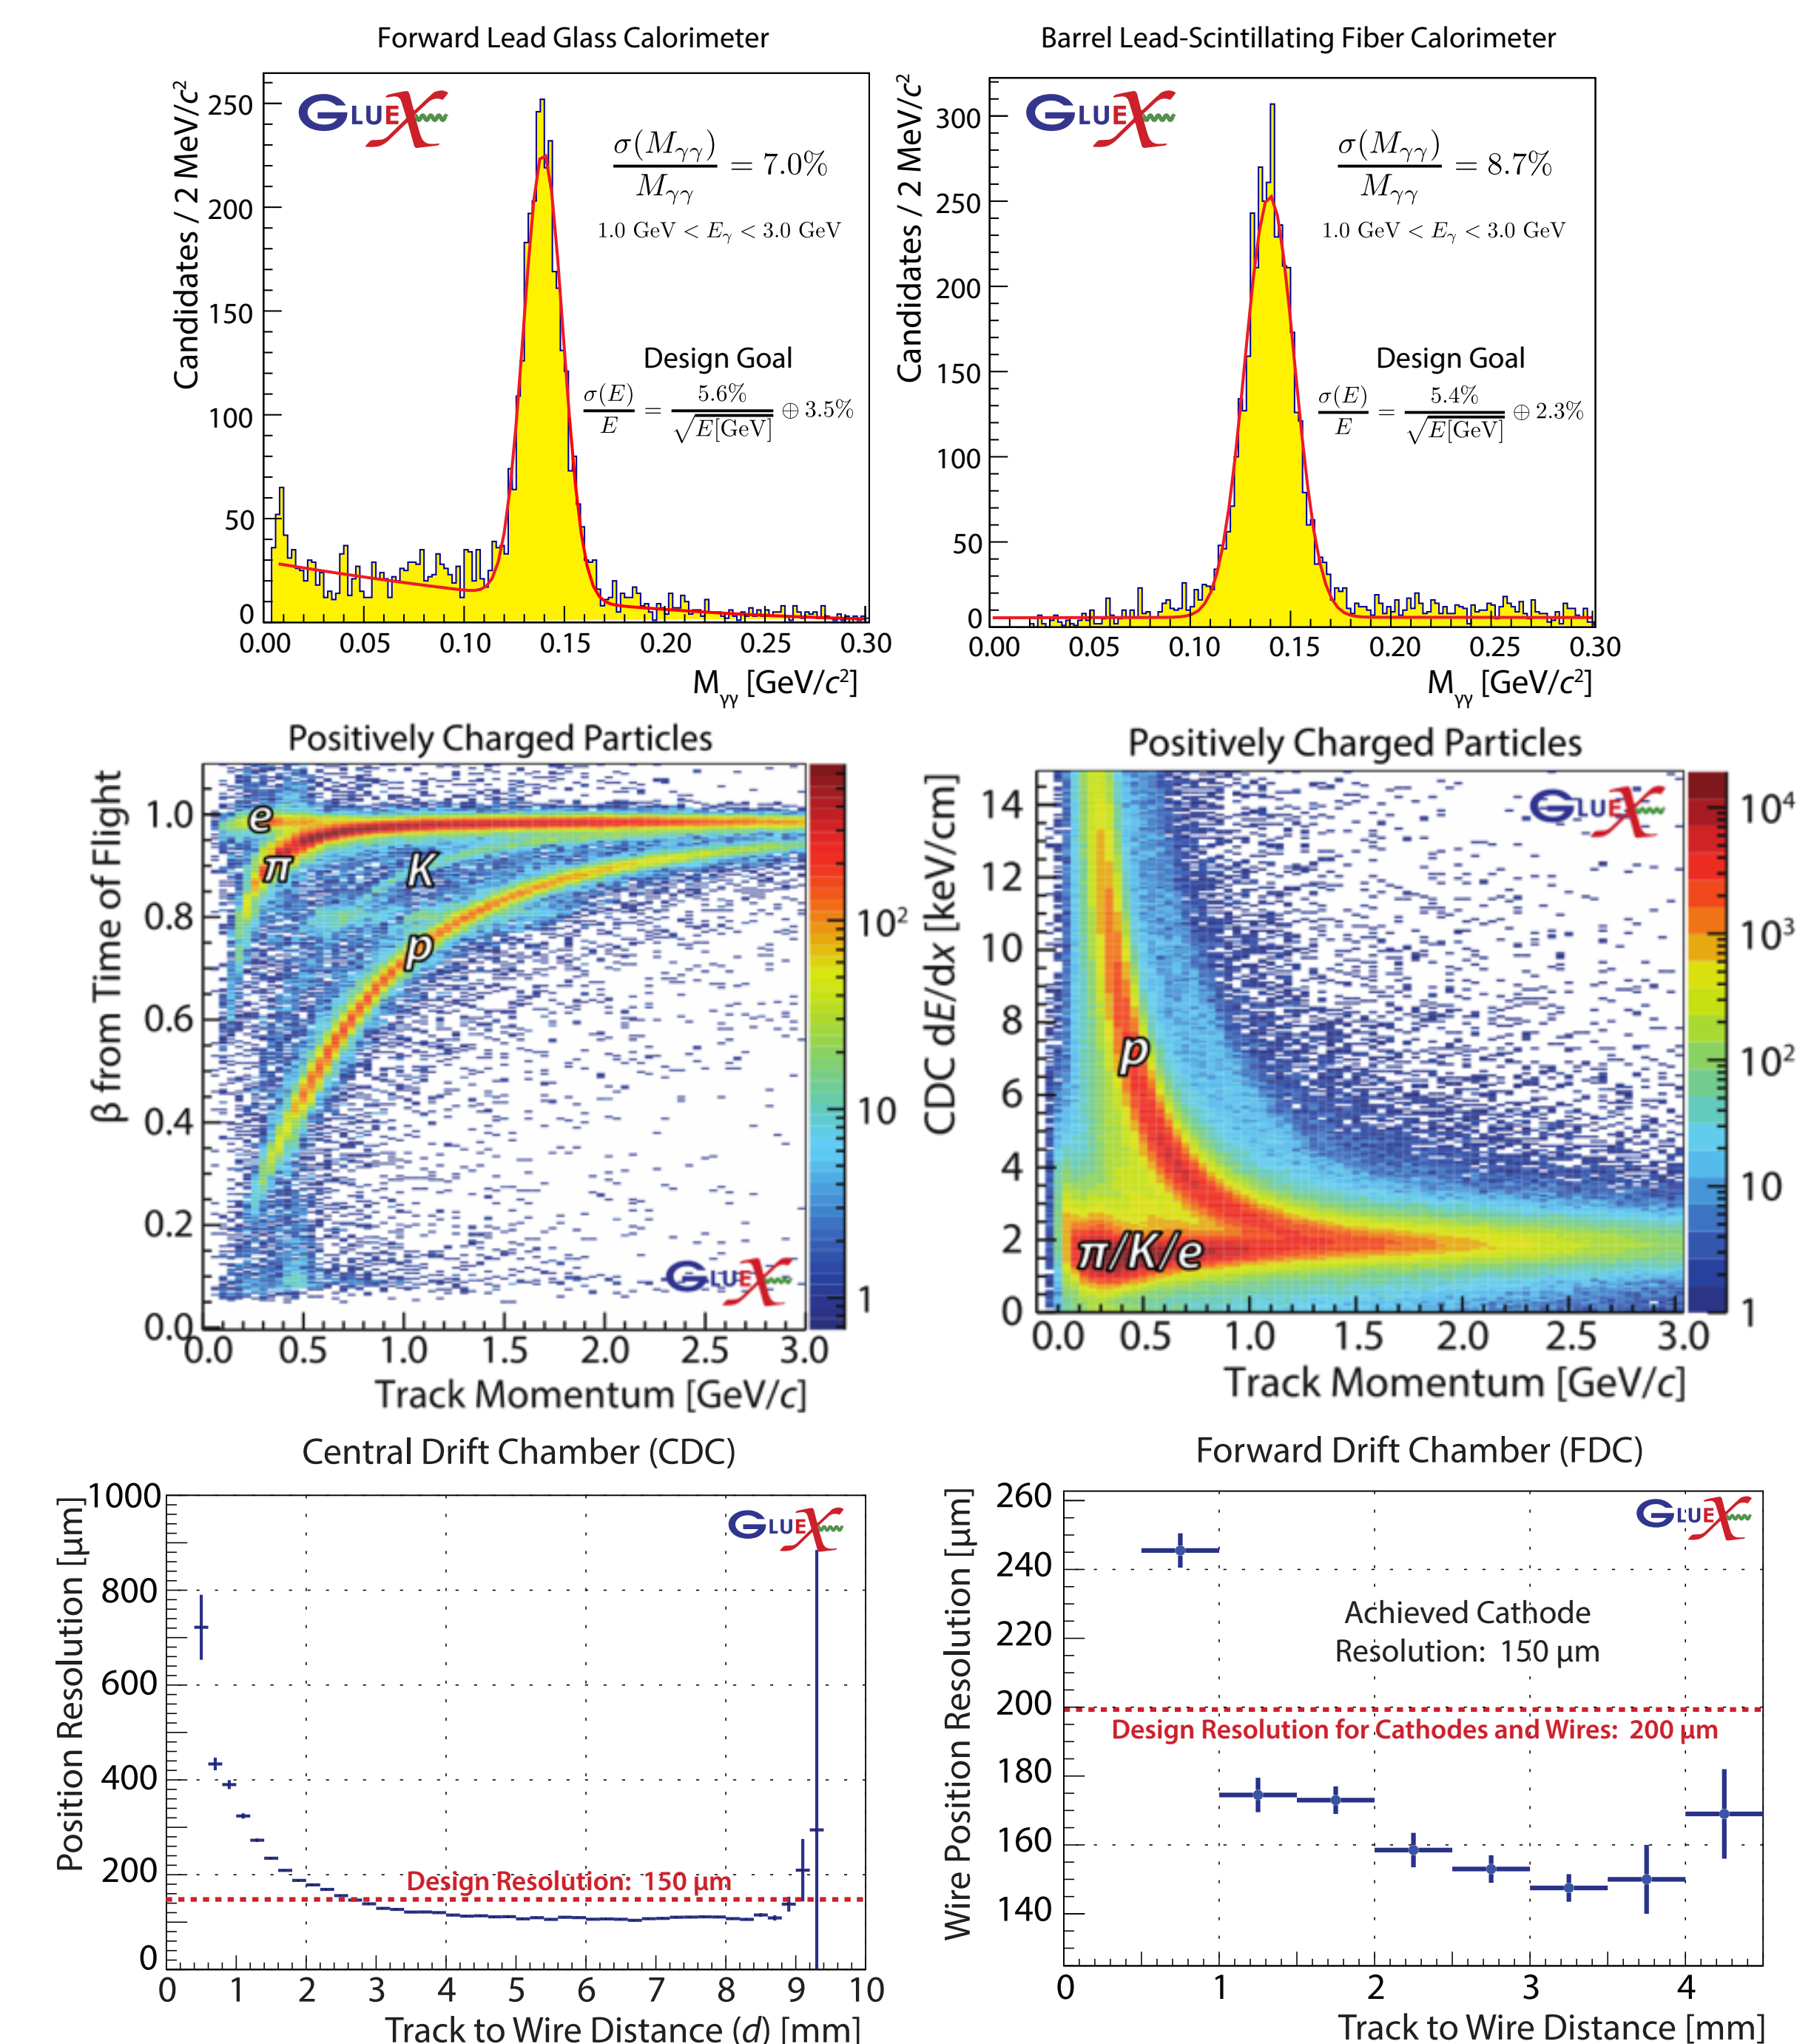 Forward Lead Glass Calorimeter
Candidates / 2 MeV/c²
250
200
150
100
50
0
GLUEX
σ(Mγγ)/Mγγ = 7.0%
1.0 GeV < Eγ < 3.0 GeV
Design Goal
σ(E)/E = 5.6%/√E[GeV] ⊕ 3.5%
0.00 0.05 0.10 0.15 0.20 0.25 0.30
Mγγ [GeV/c²]
Barrel Lead-Scintillating Fiber Calorimeter
Candidates / 2 MeV/c²
300
250
200
150
100
50
0
GLUEX
σ(Mγγ)/Mγγ = 8.7%
1.0 GeV < Eγ < 3.0 GeV
Design Goal
σ(E)/E = 5.4%/√E[GeV] ⊕ 2.3%
0.00 0.05 0.10 0.15 0.20 0.25 0.30
Mγγ [GeV/c²]
Positively Charged Particles
β from Time of Flight
1.0
0.8
0.6
0.4
0.2
0.0
e
π
K
p
GLUEX
10²
10
1
0.0 0.5 1.0 1.5 2.0 2.5 3.0
Track Momentum [GeV/c]
Positively Charged Particles
CDC dE/dx [keV/cm]
14
12
10
8
6
4
2
0
GLUEX
p
π/K/e
10⁴
10³
10²
10
1
0.0 0.5 1.0 1.5 2.0 2.5 3.0
Track Momentum [GeV/c]
Central Drift Chamber (CDC)
Position Resolution [μm]
1000
800
600
400
200
0
GLUEX
Design Resolution: 150 μm
0 1 2 3 4 5 6 7 8 9 10
Track to Wire Distance (d) [mm]
Forward Drift Chamber (FDC)
Wire Position Resolution [μm]
260
240
220
200
180
160
140
GLUEX
Achieved Cathode
Resolution: 150 μm
Design Resolution for Cathodes and Wires: 200 μm
0 1 2 3 4
Track to Wire Distance [mm]